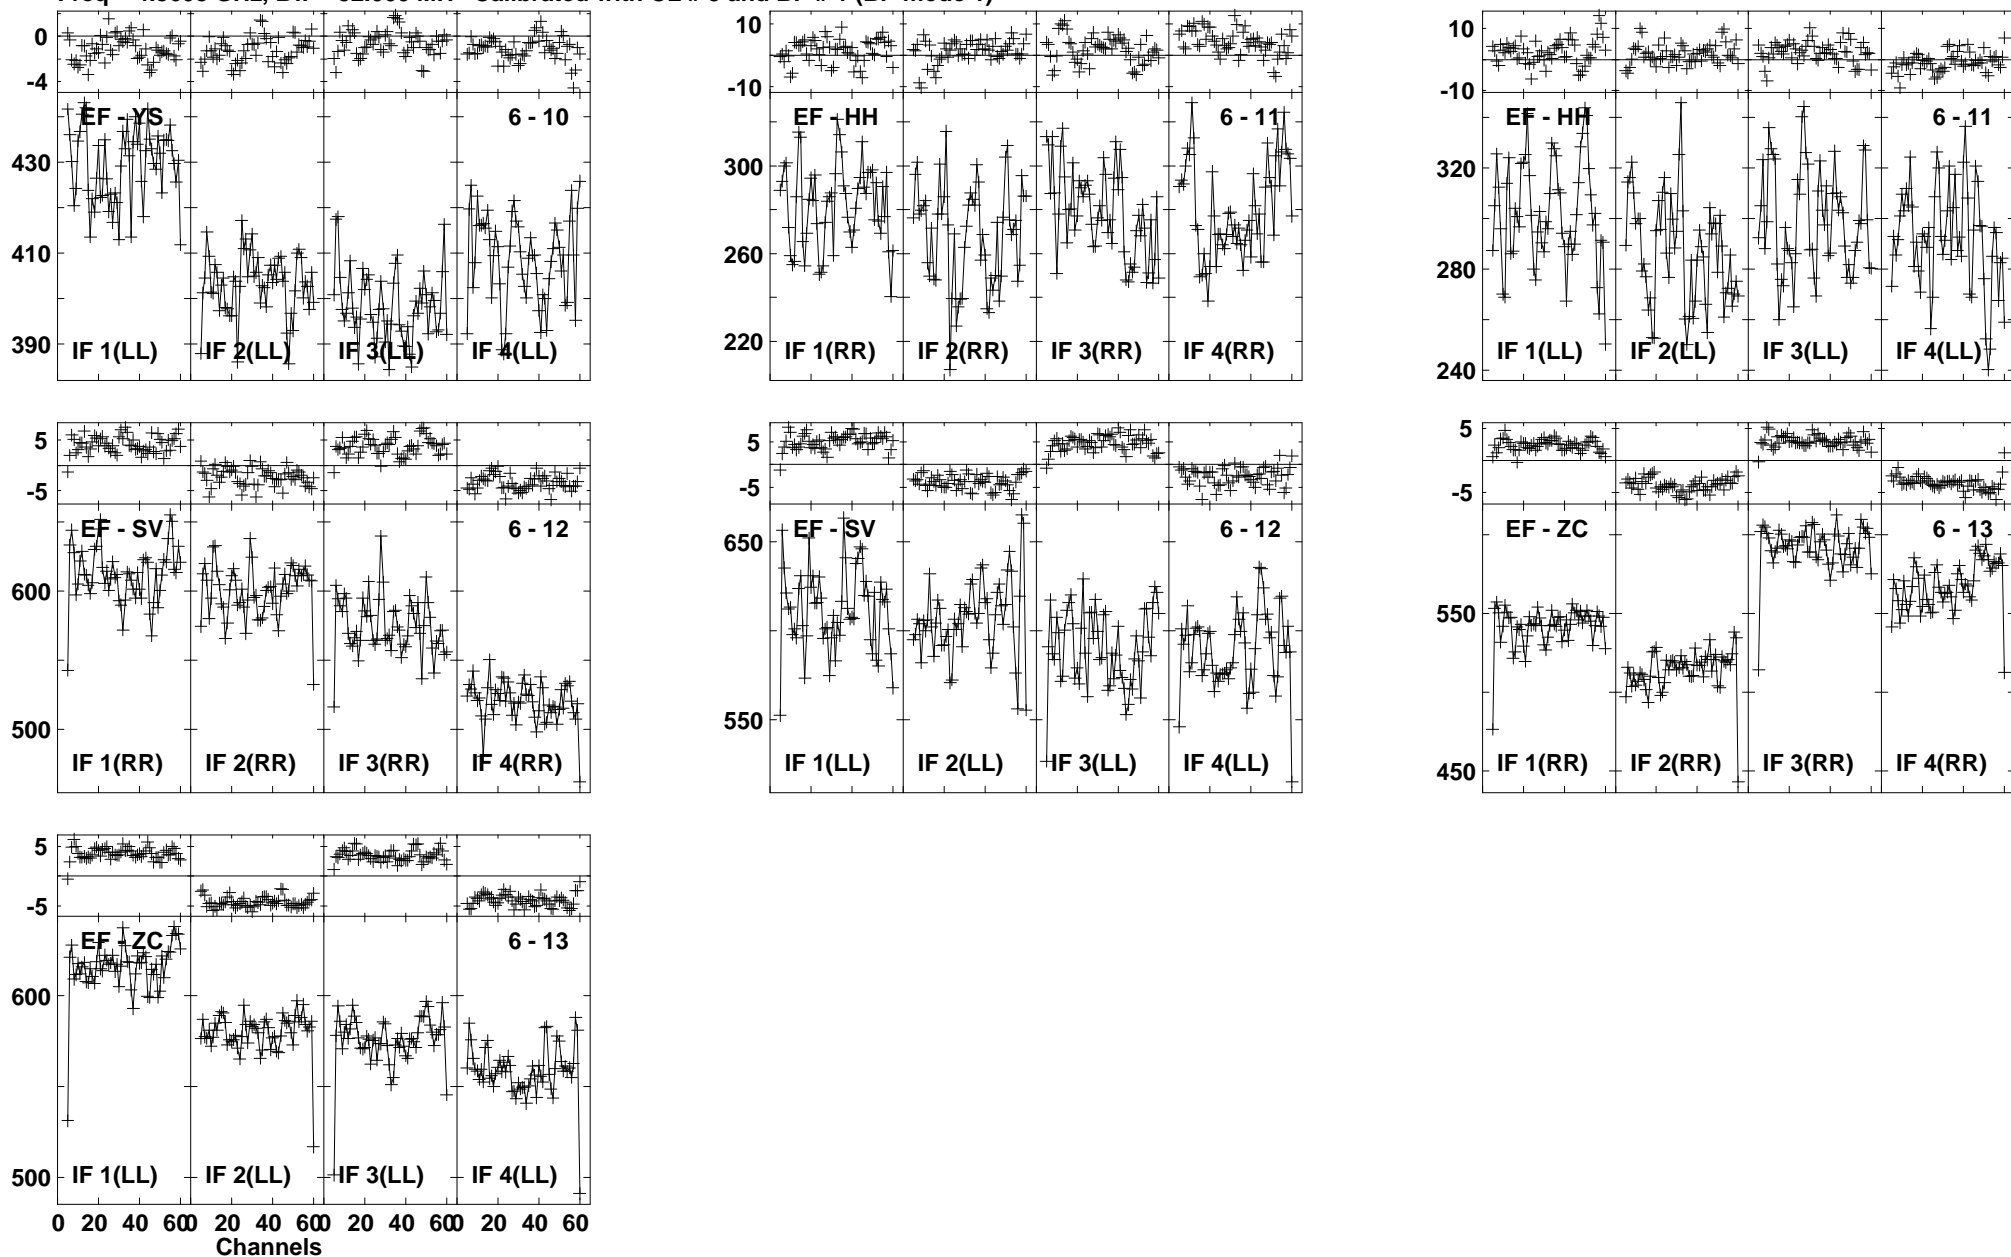 0
-4
EF - YS 6 - 10
430
410
390
IF 1(LL) IF 2(LL) IF 3(LL) IF 4(LL)
10
-10
EF - HH 6 - 11
300
260
220
IF 1(RR) IF 2(RR) IF 3(RR) IF 4(RR)
10
-10
EF - HH 6 - 11
320
280
240
IF 1(LL) IF 2(LL) IF 3(LL) IF 4(LL)
5
-5
EF - SV 6 - 12
600
500
IF 1(RR) IF 2(RR) IF 3(RR) IF 4(RR)
5
-5
EF - SV 6 - 12
650
550
IF 1(LL) IF 2(LL) IF 3(LL) IF 4(LL)
5
-5
EF - ZC 6 - 13
550
450
IF 1(RR) IF 2(RR) IF 3(RR) IF 4(RR)
5
-5
EF - ZC 6 - 13
600
500
IF 1(LL) IF 2(LL) IF 3(LL) IF 4(LL)
0 20 40 60 0 20 40 60 0 20 40 60 0 20 40 60
Channels